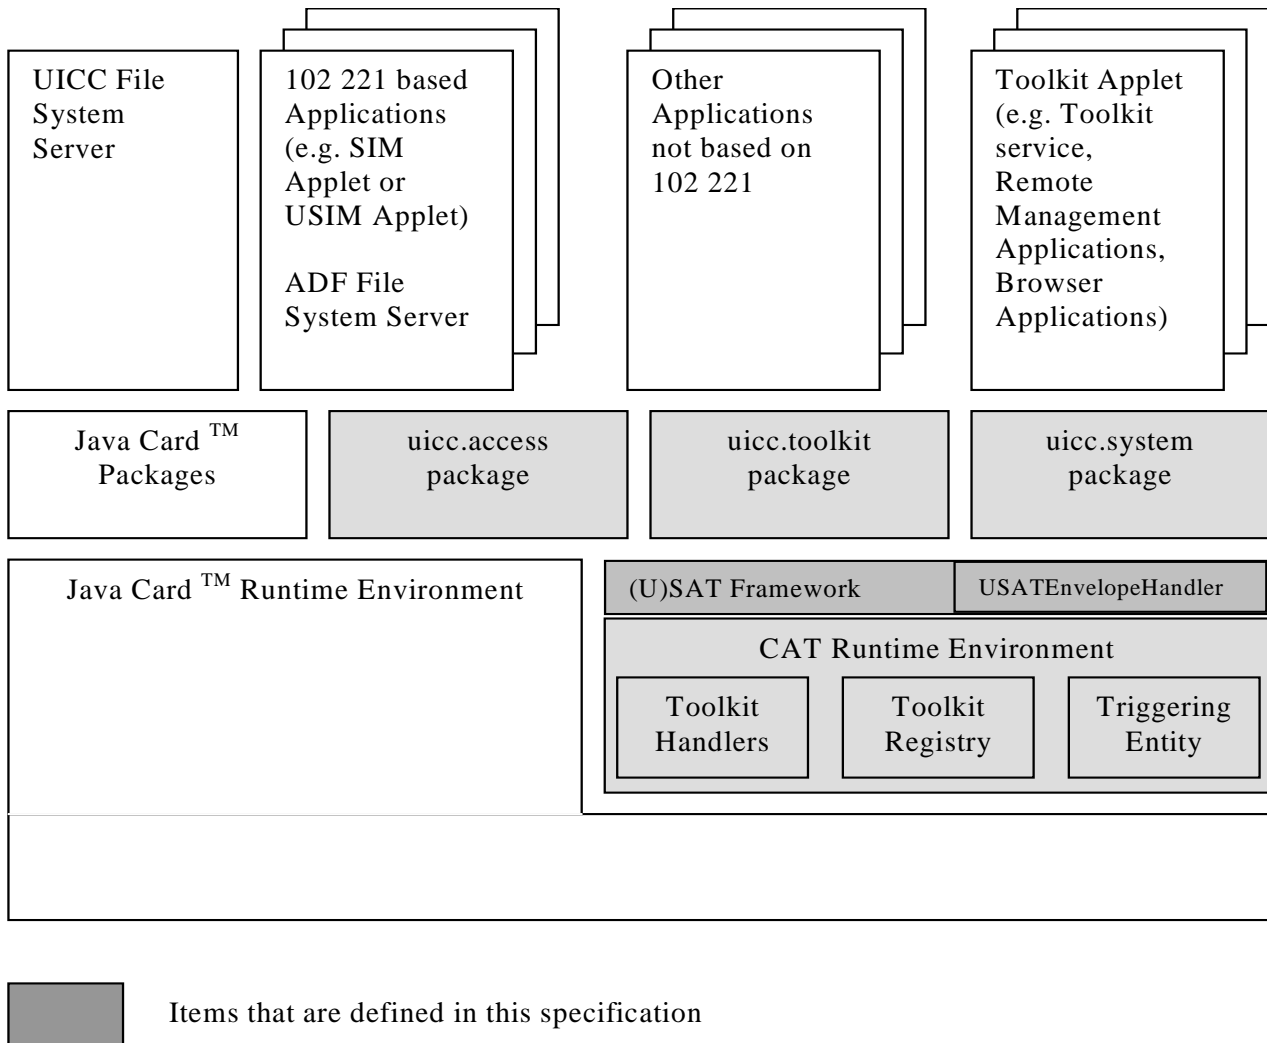 UICC File
System
Server
102 221 based
Applications
(e.g. SIM
Applet or
USIM Applet)
ADF File
System Server
Other
Applications
not based on
102 221
Toolkit Applet
(e.g. Toolkit
service,
Remote
Management
Applications,
Browser
Applications)
Java Card TM
Packages
uicc.access
package
uicc.toolkit
package
uicc.system
package
Java Card TM Runtime Environment
(U)SAT Framework
USATEnvelopeHandler
CAT Runtime Environment
Toolkit
Handlers
Toolkit
Registry
Triggering
Entity
Items that are defined in this specification